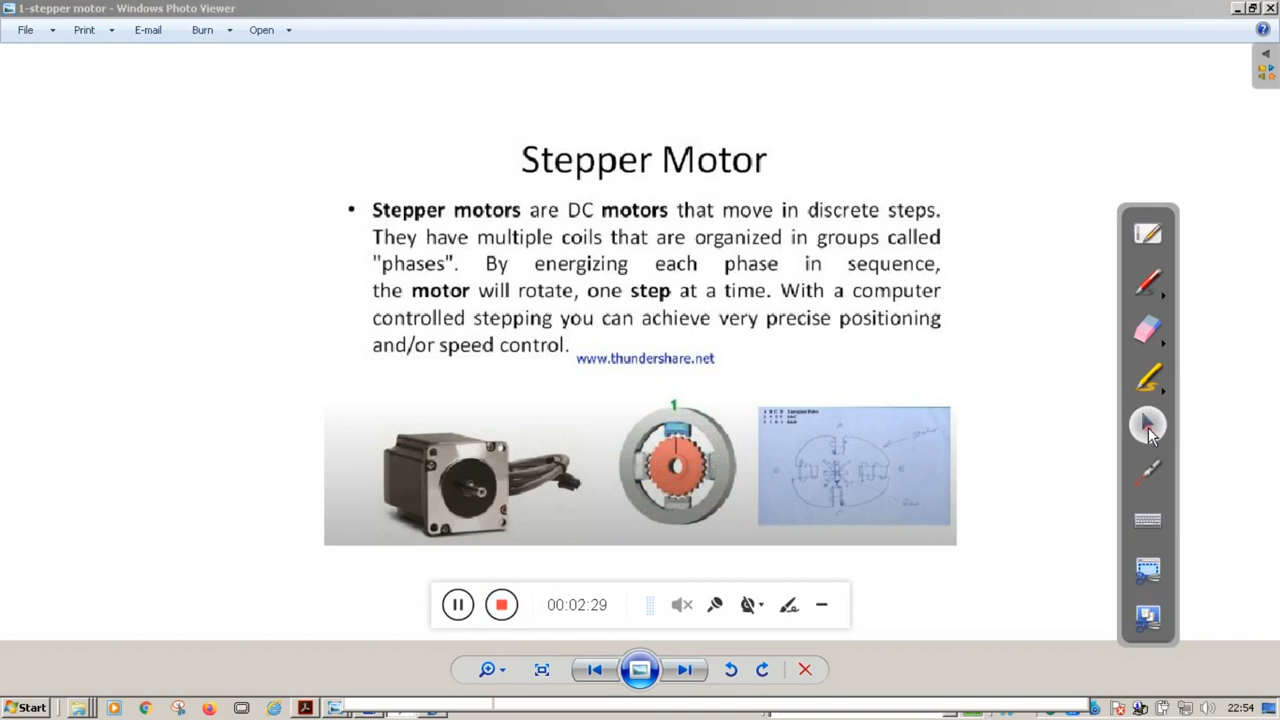 1-stepper motor - Windows Photo Viewer
File Print E-mail Burn Open
Stepper Motor
• Stepper motors are DC motors that move in discrete steps.
They have multiple coils that are organized in groups called
"phases". By energizing each phase in sequence,
the motor will rotate, one step at a time. With a computer
controlled stepping you can achieve very precise positioning
and/or speed control.
www.thundershare.net
1
A B C D
A
00:02:29
Start
22:54